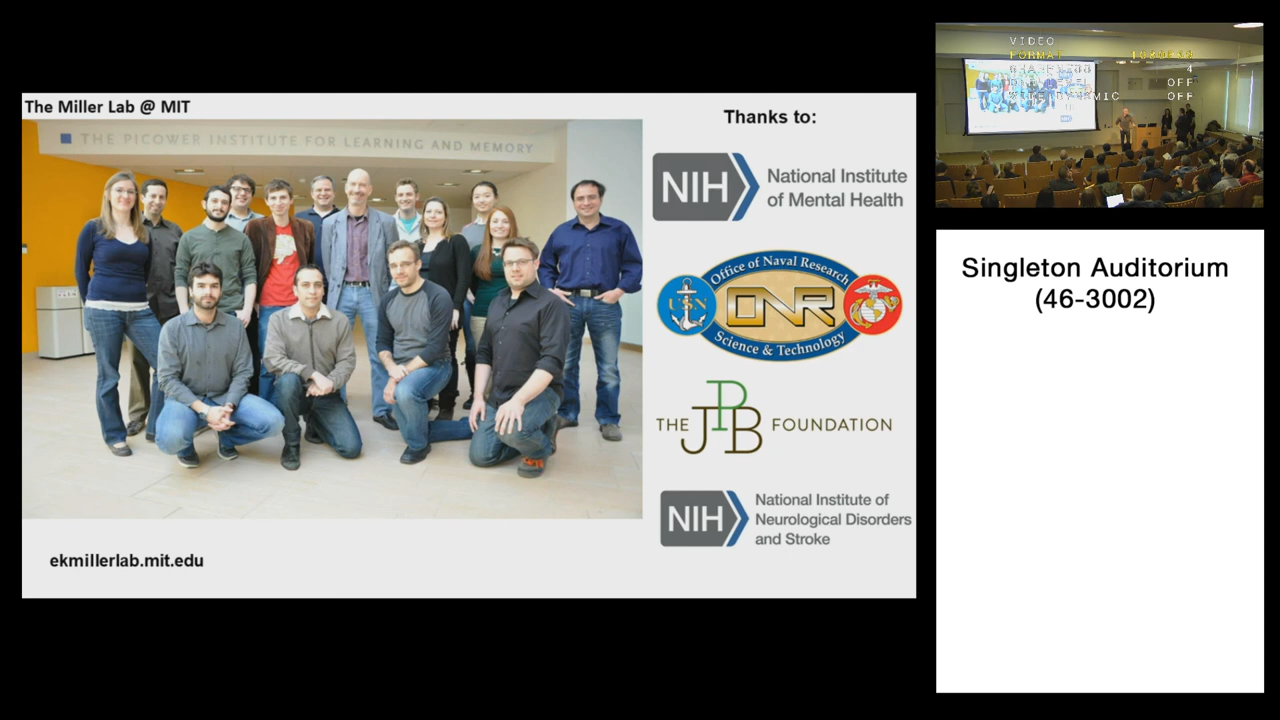 The Miller Lab @ MIT
THE PICOWER INSTITUTE FOR LEARNING AND MEMORY
ekmillerlab.mit.edu
Thanks to:
NIH
National Institute
of Mental Health
Office of Naval Research
USN
ONR
Science & Technology
THE JPB FOUNDATION
NIH
National Institute of
Neurological Disorders
and Stroke
VIDEO
FORMAT
4
OFF
OFF
Singleton Auditorium
(46-3002)